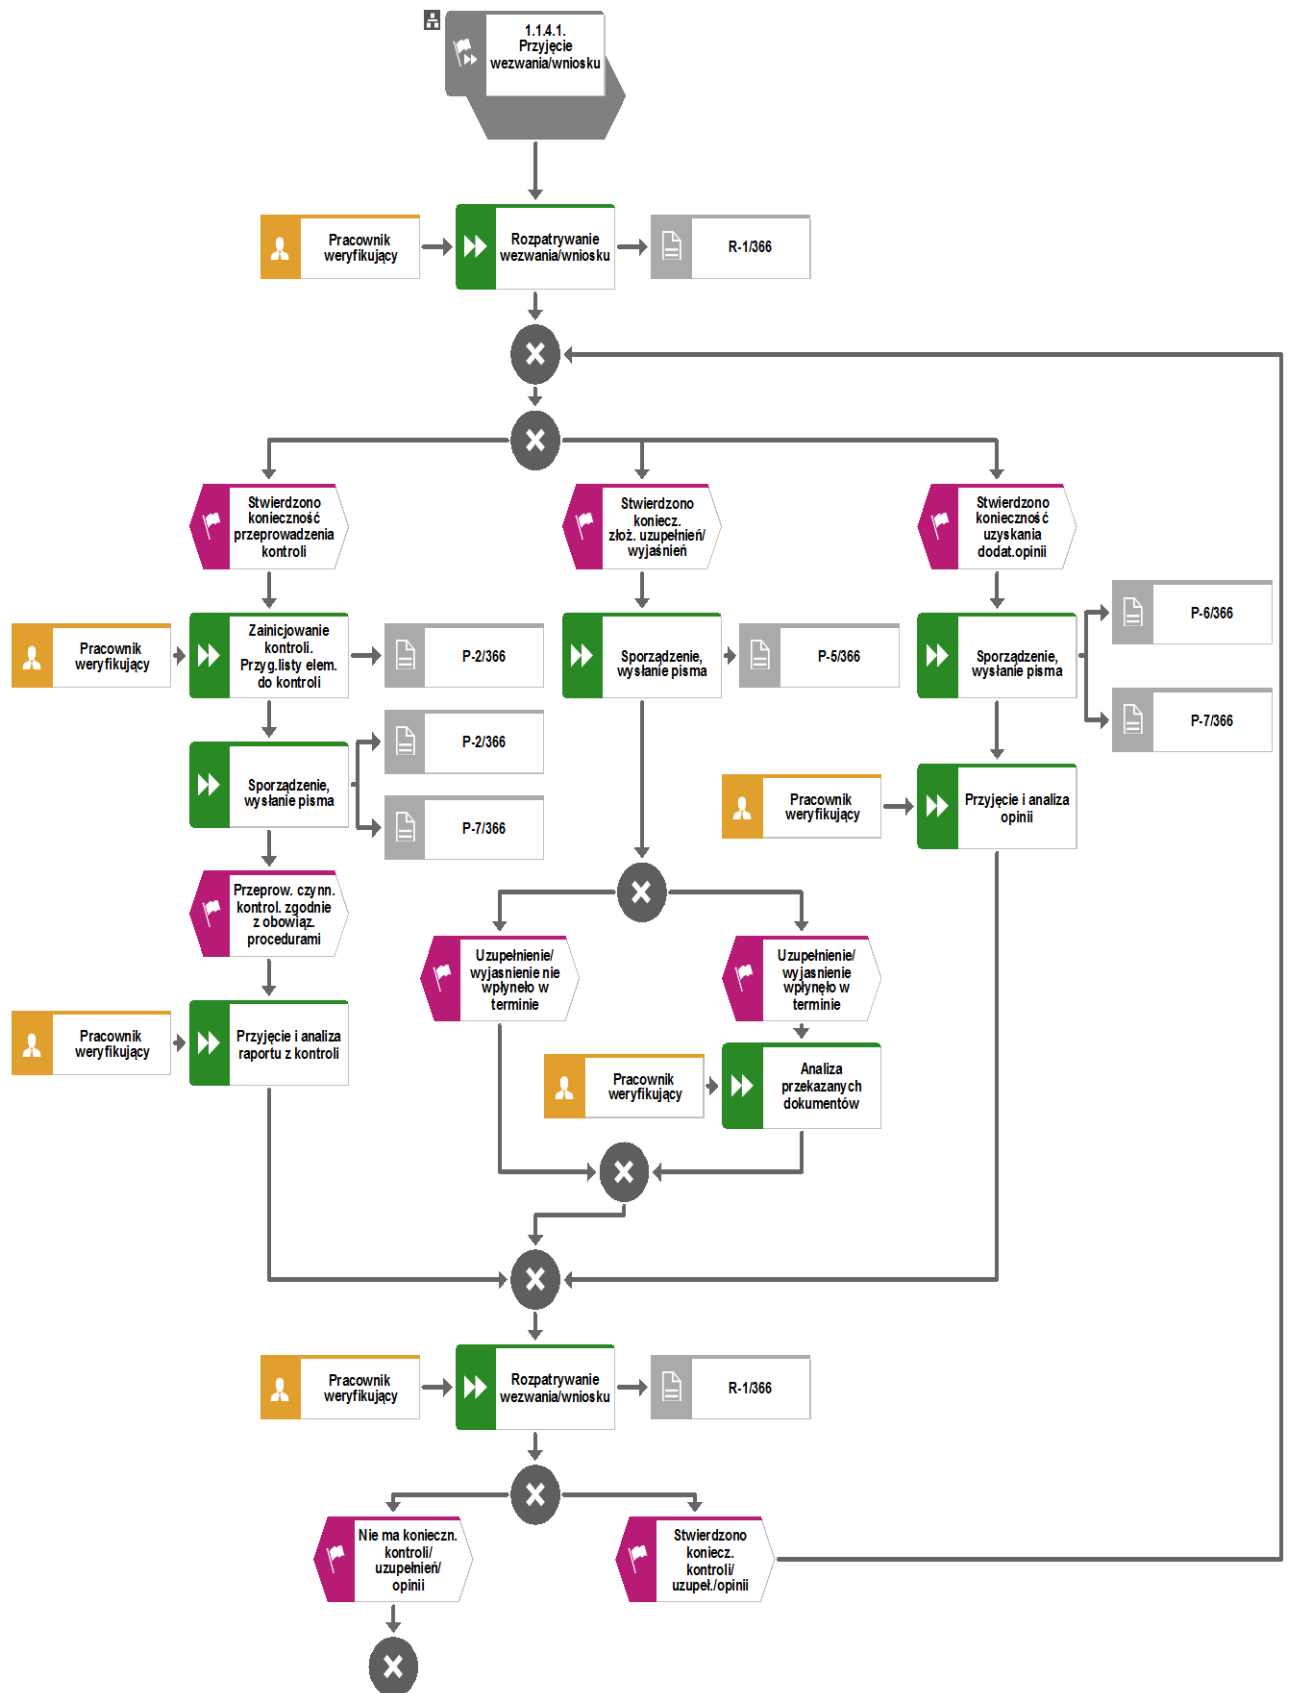 1.1.4.1.
Przyjęcie
wezwania/wniosku
Pracownik
weryfikujący
Rozpatrywanie
wezwania/wniosku
R-1/366
Stwierdzono
konieczność
przeprowadzenia
kontroli
Stwierdzono
koniecz.
złoż. uzupełnień/
wyjaśnień
Stwierdzono
konieczność
uzyskania
dodat.opinii
Pracownik
weryfikujący
Zainicjowanie
kontroli.
Przyg.listy elem.
do kontroli
P-2/366
Sporządzenie,
wysłanie pisma
P-5/366
Sporządzenie,
wysłanie pisma
P-6/366
P-7/366
Sporządzenie,
wysłanie pisma
P-2/366
P-7/366
Pracownik
weryfikujący
Przyjęcie i analiza
opinii
Przeprow. czynn.
kontrol. zgodnie
z obowiąz.
procedurami
Uzupełnienie/
wyjasnienie nie
wpłyneło w
terminie
Uzupełnienie/
wyjasnienie
wpłynęło w
terminie
Pracownik
weryfikujący
Przyjęcie i analiza
raportu z kontroli
Pracownik
weryfikujący
Analiza
przekazanych
dokumentów
Pracownik
weryfikujący
Rozpatrywanie
wezwania/wniosku
R-1/366
Nie ma konieczn.
kontroli/
uzupełnień/
opinii
Stwierdzono
koniecz.
kontroli/
uzupeł./opinii